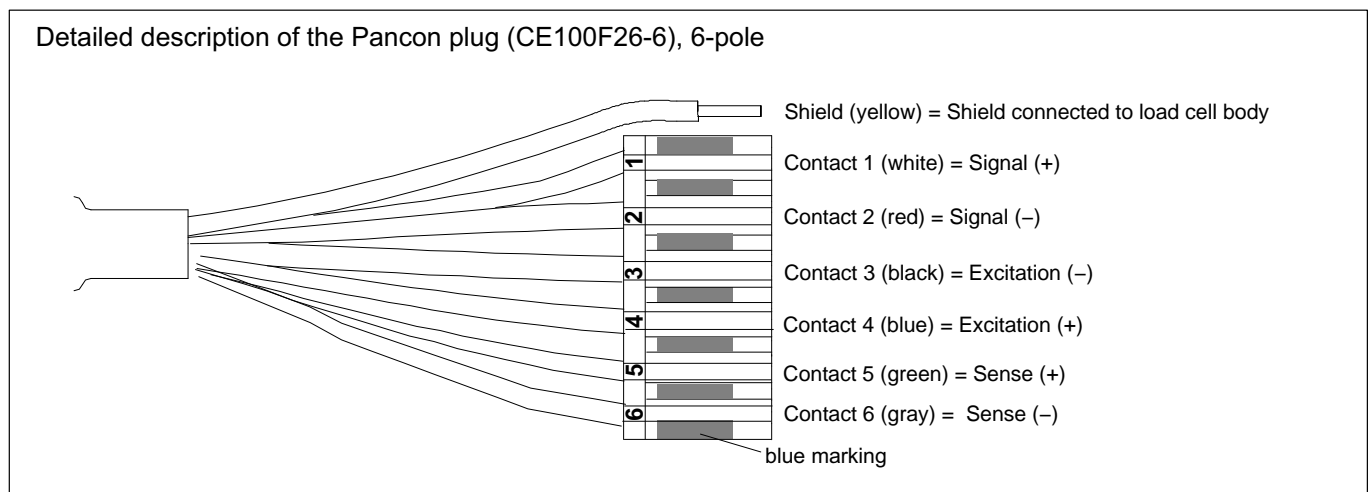 Detailed description of the Pancon plug (CE100F26-6), 6-pole
Shield (yellow) = Shield connected to load cell body
1
Contact 1 (white) = Signal (+)
2
Contact 2 (red) = Signal (−)
3
Contact 3 (black) = Excitation (−)
4
Contact 4 (blue) = Excitation (+)
5
Contact 5 (green) = Sense (+)
6
Contact 6 (gray) =  Sense (−)
blue marking